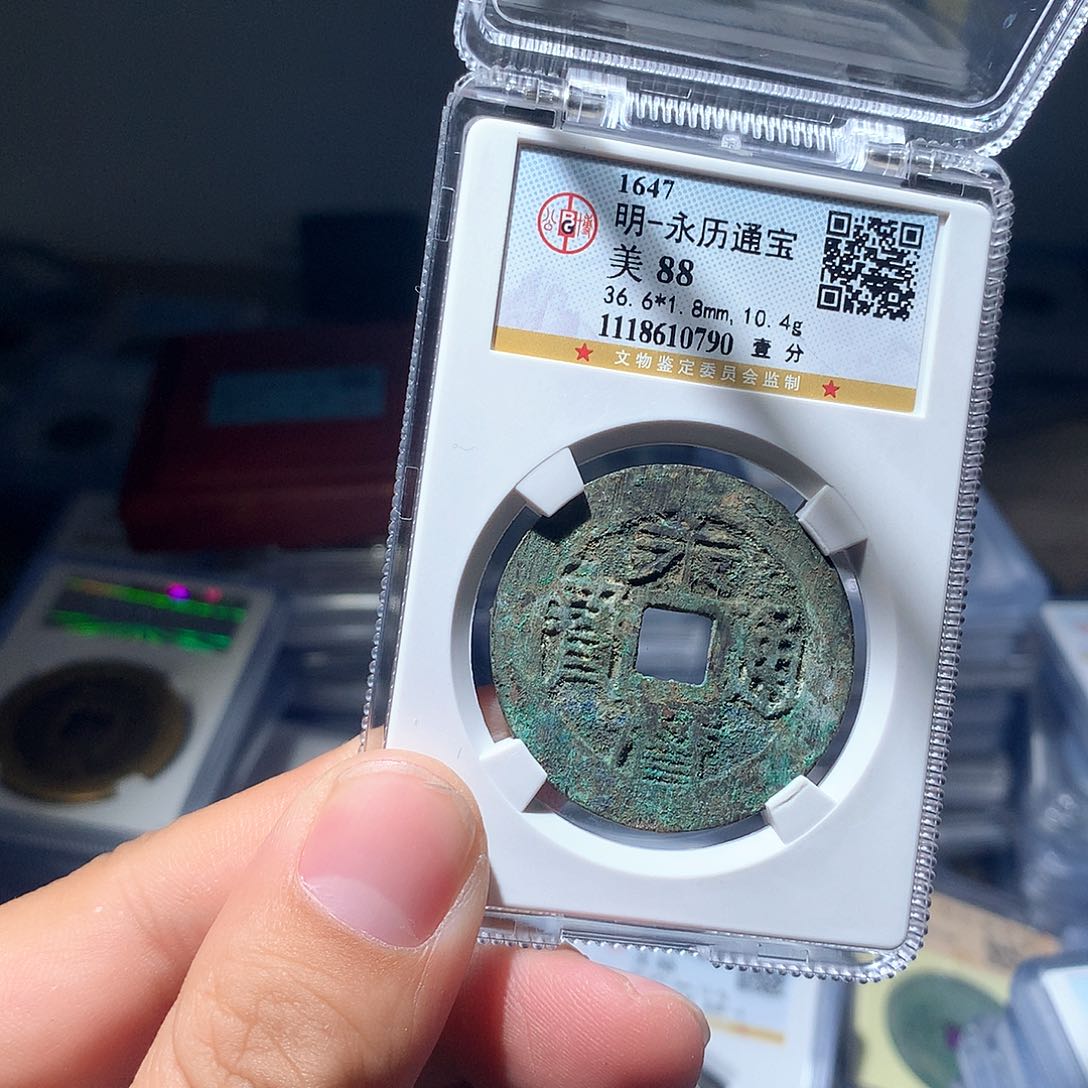 1647
明-永历通宝
美 88
36.6*1.8mm, 10.4g
1118610790 壹 分
文物鉴定委员会监制
永
通
寶